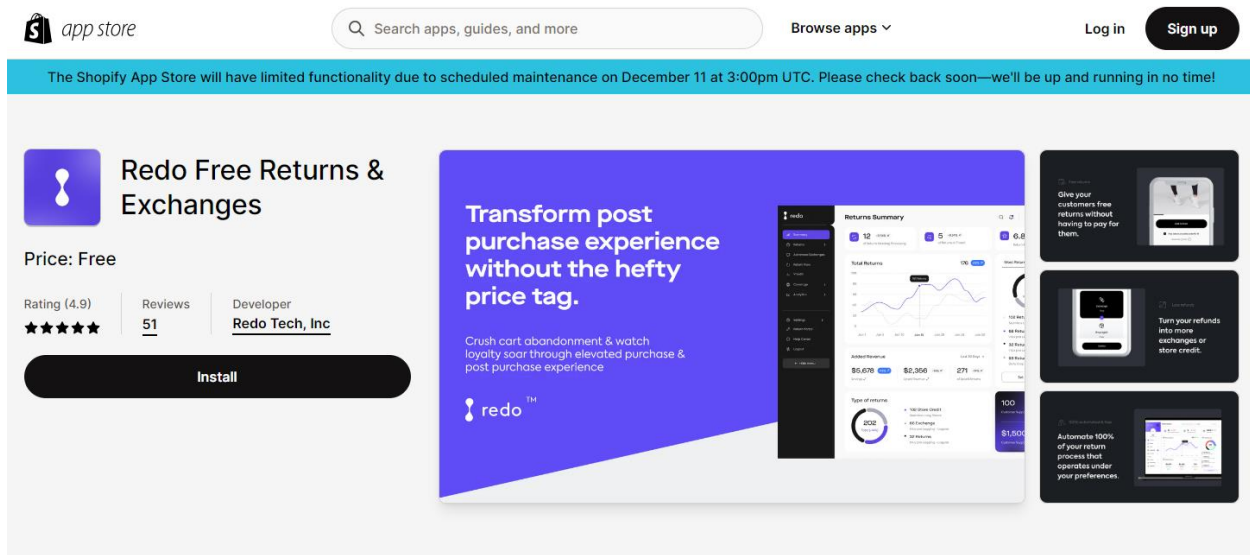 app store
Search apps, guides, and more
Browse apps
Log in
Sign up
The Shopify App Store will have limited functionality due to scheduled maintenance on December 11 at 3:00pm UTC. Please check back soon—we'll be up and running in no time!
Redo Free Returns &
Exchanges
Price: Free
Rating (4.9)
Reviews
51
Developer
Redo Tech, Inc
Install
Transform post
purchase experience
without the hefty
price tag.
Crush cart abandonment & watch
loyalty soar through elevated purchase &
post purchase experience
redo TM
redo
Returns Summary
12
5
6.8
Total Returns
176
Added Revenue
$5,678
$2,356
271
Type of returns
202
100 Store Credit
88 Exchange
32 Returns
100
$1,500
Give your
customers free
returns without
having to pay for
them.
Turn your refunds
into more
exchanges or
store credit.
Automate 100%
of your return
process that
operates under
your preferences.